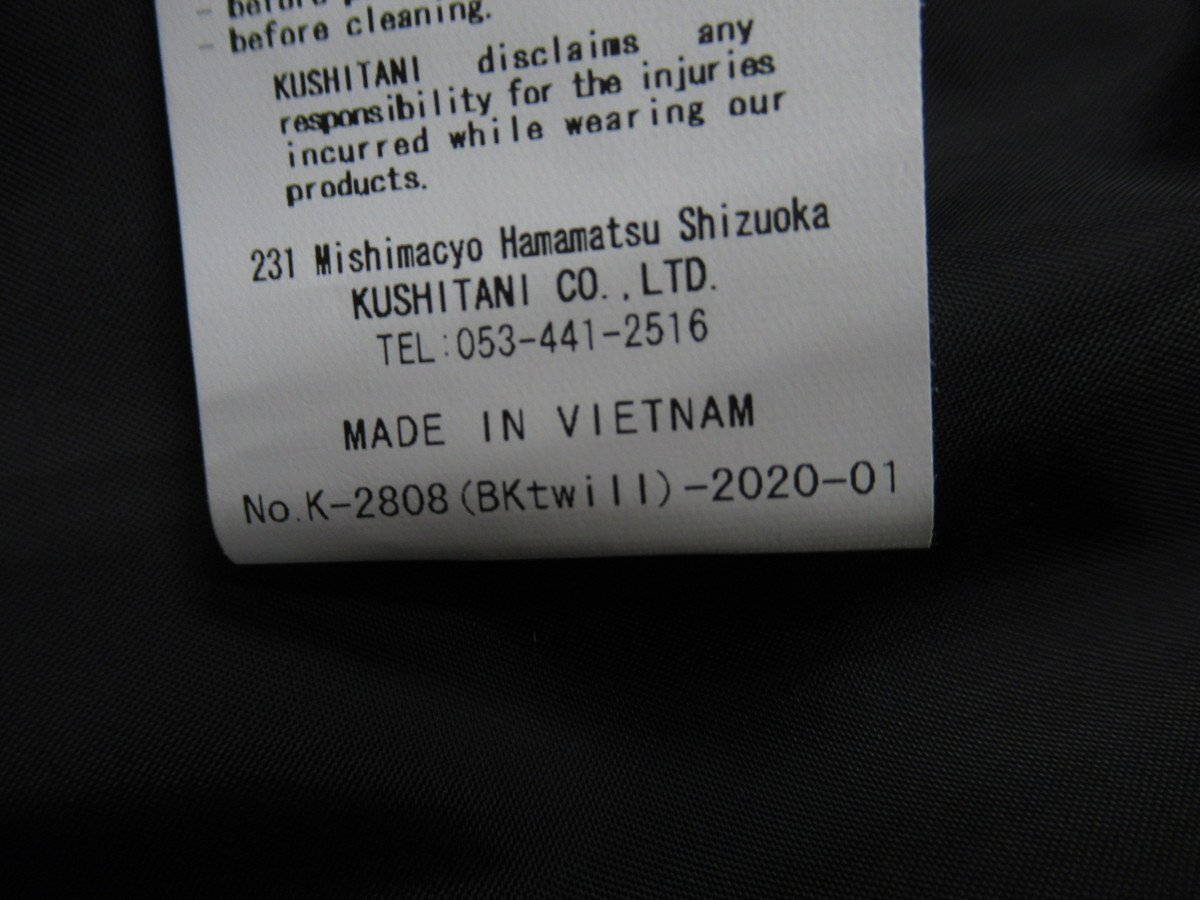 - before
- before cleaning.
KUSHITANI disclaims any
responsibility for the injuries
incurred while wearing our
products.
231 Mishimacyo Hamamatsu Shizuoka
KUSHITANI CO.,LTD.
TEL:053-441-2516
MADE IN VIETNAM
No.K-2808(BKtwill)-2020-01